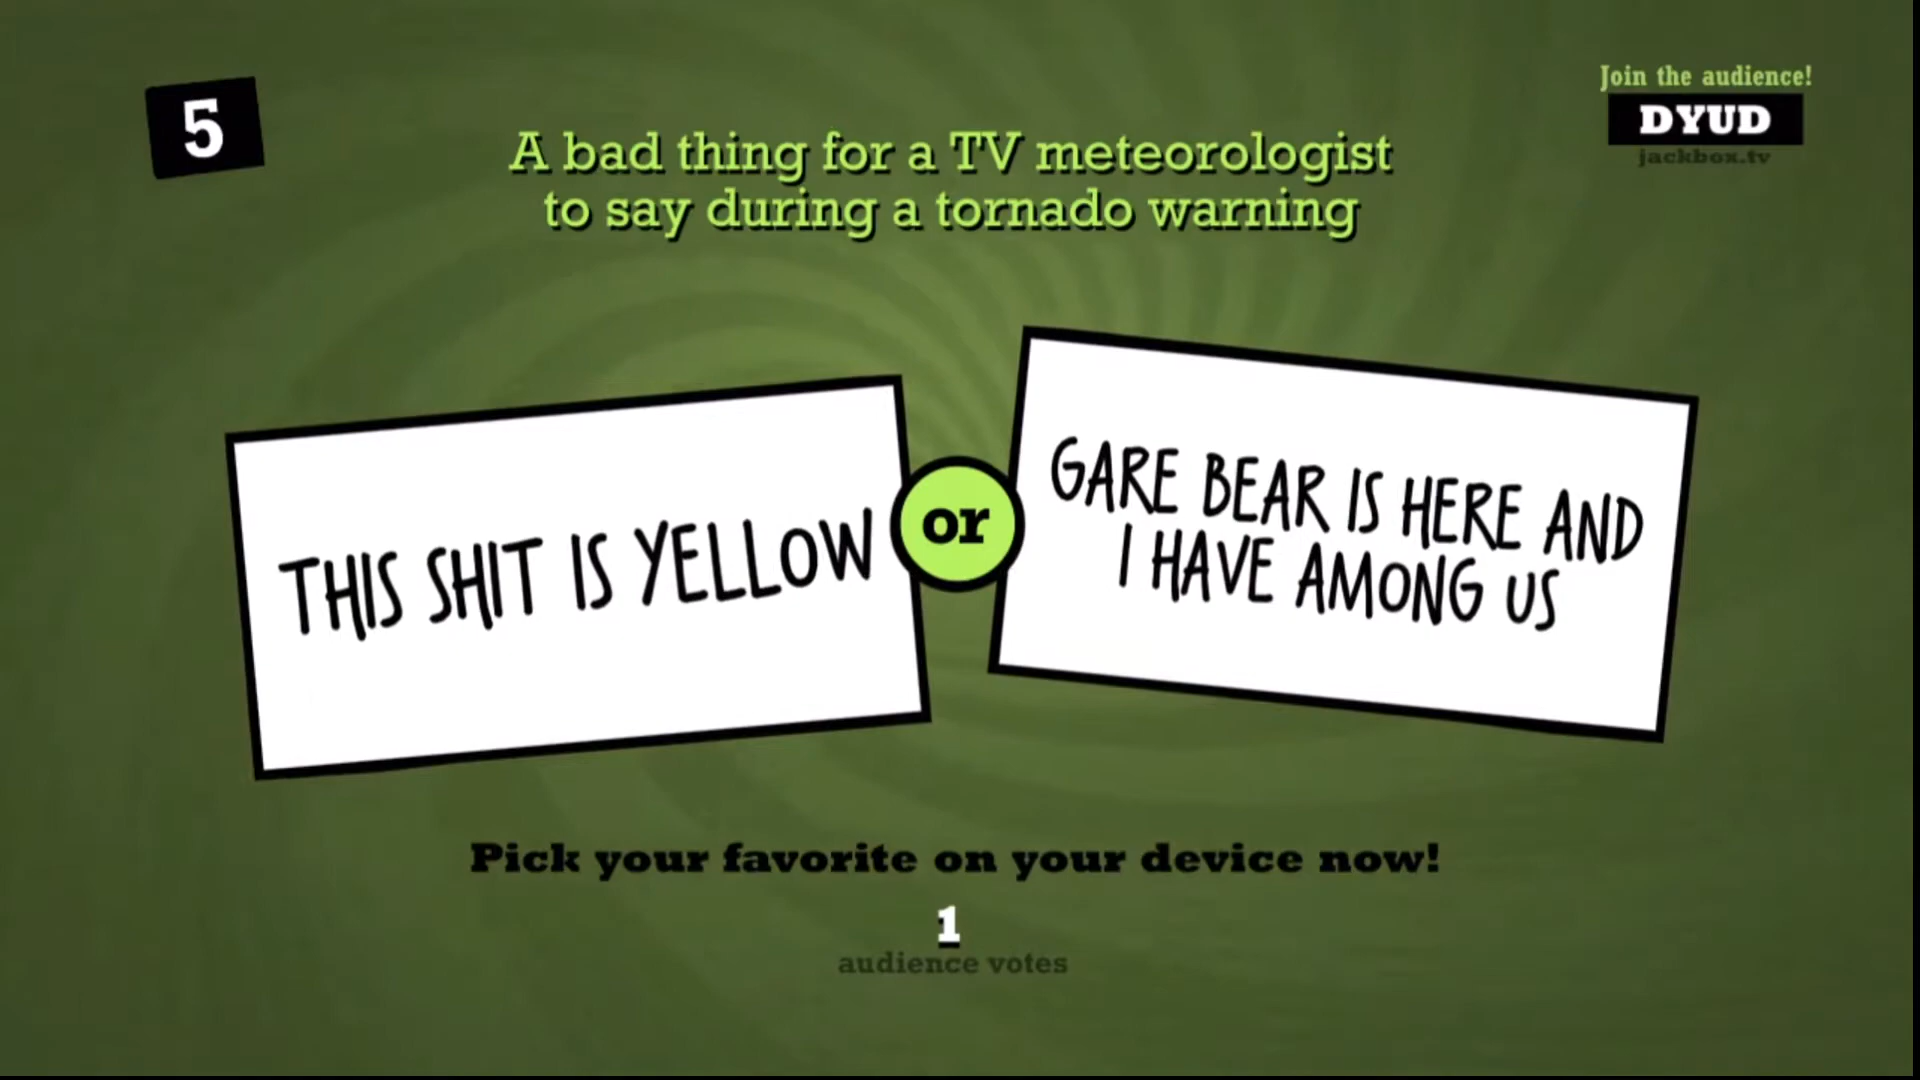 5
Join the audience!
DYUD
jackbox.tv
A bad thing for a TV meteorologist
to say during a tornado warning
THIS SHIT IS YELLOW
or
GARE BEAR IS HERE AND
I HAVE AMONG US
Pick your favorite on your device now!
1
audience votes